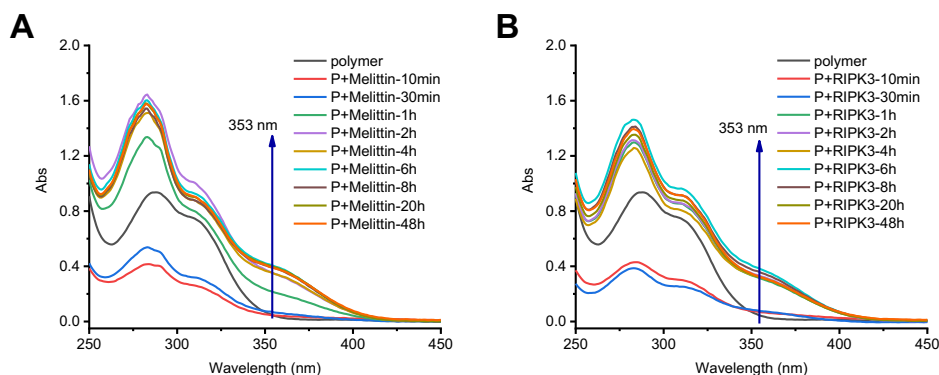 A
Abs
2.0
1.6
1.2
0.8
0.4
0.0
250 300 350 400 450
Wavelength (nm)
353 nm
polymer
P+Melittin-10min
P+Melittin-30min
P+Melittin-1h
P+Melittin-2h
P+Melittin-4h
P+Melittin-6h
P+Melittin-8h
P+Melittin-20h
P+Melittin-48h
B
Abs
2.0
1.6
1.2
0.8
0.4
0.0
250 300 350 400 450
Wavelength (nm)
353 nm
polymer
P+RIPK3-10min
P+RIPK3-30min
P+RIPK3-1h
P+RIPK3-2h
P+RIPK3-4h
P+RIPK3-6h
P+RIPK3-8h
P+RIPK3-20h
P+RIPK3-48h